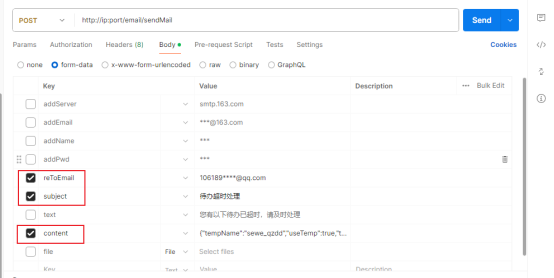 POST http://ip:port/email/sendMail Send
Params Authorization Headers (8) Body Pre-request Script Tests Settings Cookies
none form-data x-www-form-urlencoded raw binary GraphQL
Key Value Description Bulk Edit
addServer smtp.163.com
addEmail ***@163.com
addName ***
addPwd ***
reToEmail 106189****@qq.com
subject 待办超时处理
text 您有以下待办已超时，请及时处理
content {"tempName":"sewe_qzdd","useTemp":true,"t...
file File Select files
Key Text Value Description